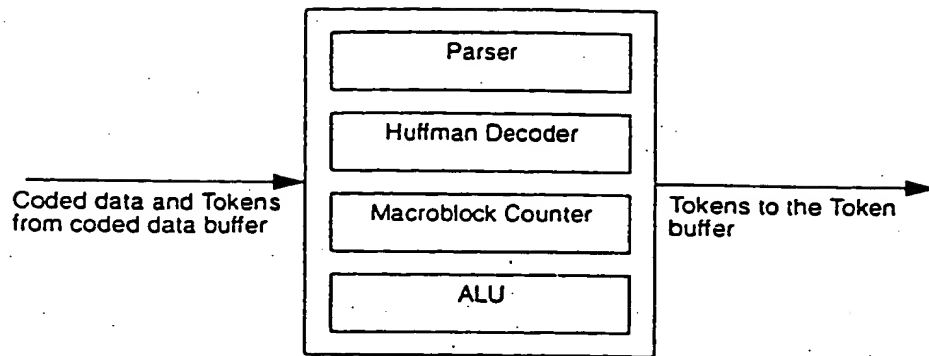 Parser
Huffman Decoder
Macroblock Counter
ALU
Coded data and Tokens
from coded data buffer
Tokens to the Token
buffer